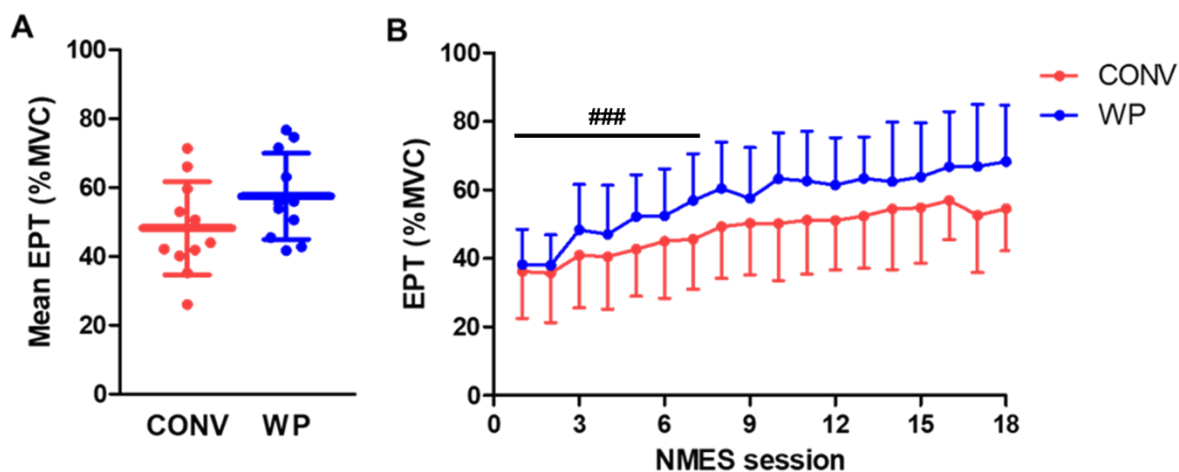 A
Mean EPT (%MVC)
100
80
60
40
20
0
CONV WP
B
EPT (%MVC)
100
80
60
40
20
0
###
0 3 6 9 12 15 18
NMES session
CONV
WP